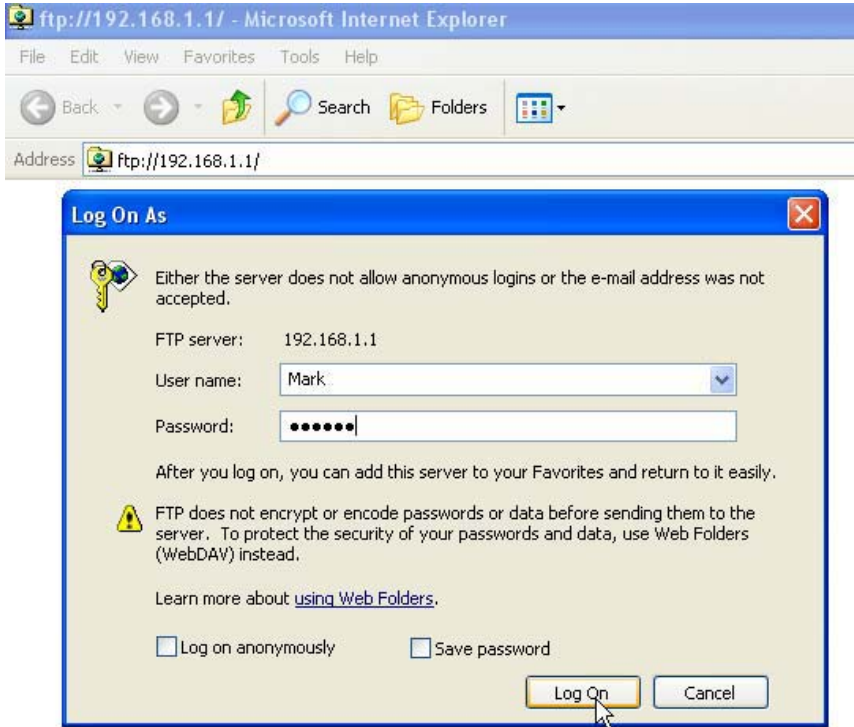 ftp://192.168.1.1/ - Microsoft Internet Explorer
File Edit View Favorites Tools Help
Back Search Folders
Address ftp://192.168.1.1/
Log On As
Either the server does not allow anonymous logins or the e-mail address was not
accepted.
FTP server: 192.168.1.1
User name: Mark
Password: ●●●●●●
After you log on, you can add this server to your Favorites and return to it easily.
FTP does not encrypt or encode passwords or data before sending them to the
server. To protect the security of your passwords and data, use Web Folders
(WebDAV) instead.
Learn more about using Web Folders.
Log on anonymously Save password
Log On Cancel